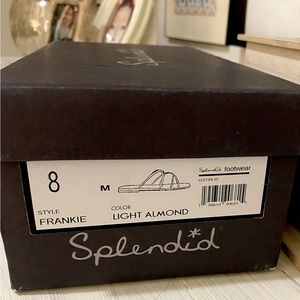 Splendid
8
M
Splendid footwear
STYLE
FRANKIE
COLOR
LIGHT ALMOND
Splendid